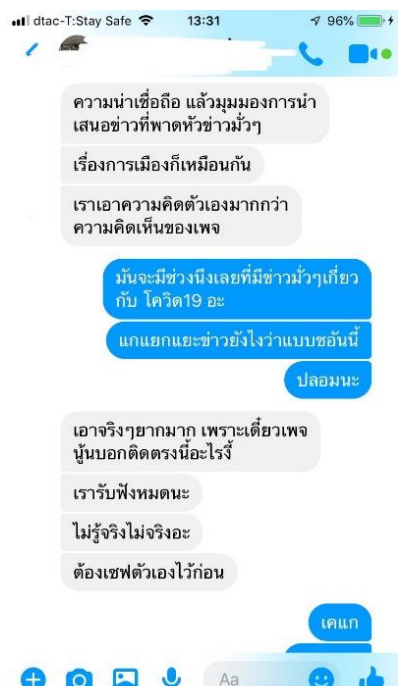 dtac-T:Stay Safe 13:31 96%
ความน่าเชื่อถือ แล้วมุมมองการนำ
เสนอข่าวที่พาดหัวข่าวมั่วๆ
เรื่องการเมืองก็เหมือนกัน
เราเอาความคิดตัวเองมากกว่า
ความคิดเห็นของเพจ
มันจะมีช่วงนึงเลยที่มีข่าวมั่วๆเกี่ยว
กับ โควิด19 อะ
แกแยกแยะข่าวยังไงว่าแบบชอันนี้
ปลอมนะ
เอาจริงๆยากมาก เพราะเดี๋ยวเพจ
นู้นบอกติดตรงนี้อะไรงี้
เรารับฟังหมดนะ
ไม่รู้จริงไม่จริงอะ
ต้องเซฟตัวเองไว้ก่อน
เคแก
Aa